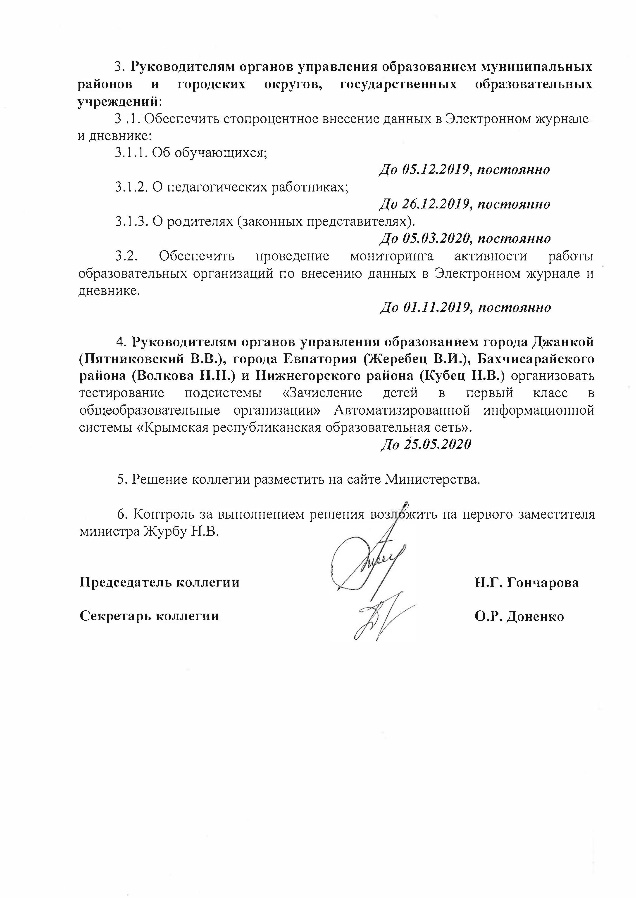 3. Руководителям органов управления образованием муниципальных
районов и городских округов, государственных образовательных
учреждений:
3 .1. Обеспечить стопроцентное внесение данных в Электронном журнале
и дневнике:
3.1.1. Об обучающихся;
До 05.12.2019, постоянно
3.1.2. О педагогических работниках;
До 26.12.2019, постоянно
3.1.3. О родителях (законных представителях).
До 05.03.2020, постоянно
3.2. Обеспечить проведение мониторинга активности работы
образовательных организаций по внесению данных в Электронном журнале и
дневнике.
До 01.11.2019, постоянно
4. Руководителям органов управления образованием города Джанкой
(Пятниковский В.В.), города Евпатория (Жеребец В.И.), Бахчисарайского
района (Волкова Н.Н.) и Нижнегорского района (Кубец Н.В.) организовать
тестирование подсистемы «Зачисление детей в первый класс в
общеобразовательные организации» Автоматизированной информационной
системы «Крымская республиканская образовательная сеть».
До 25.05.2020
5. Решение коллегии разместить на сайте Министерства.
6. Контроль за выполнением решения возложить на первого заместителя
министра Журбу Н.В.
Председатель коллегии Н.Г. Гончарова
Секретарь коллегии О.Р. Доненко